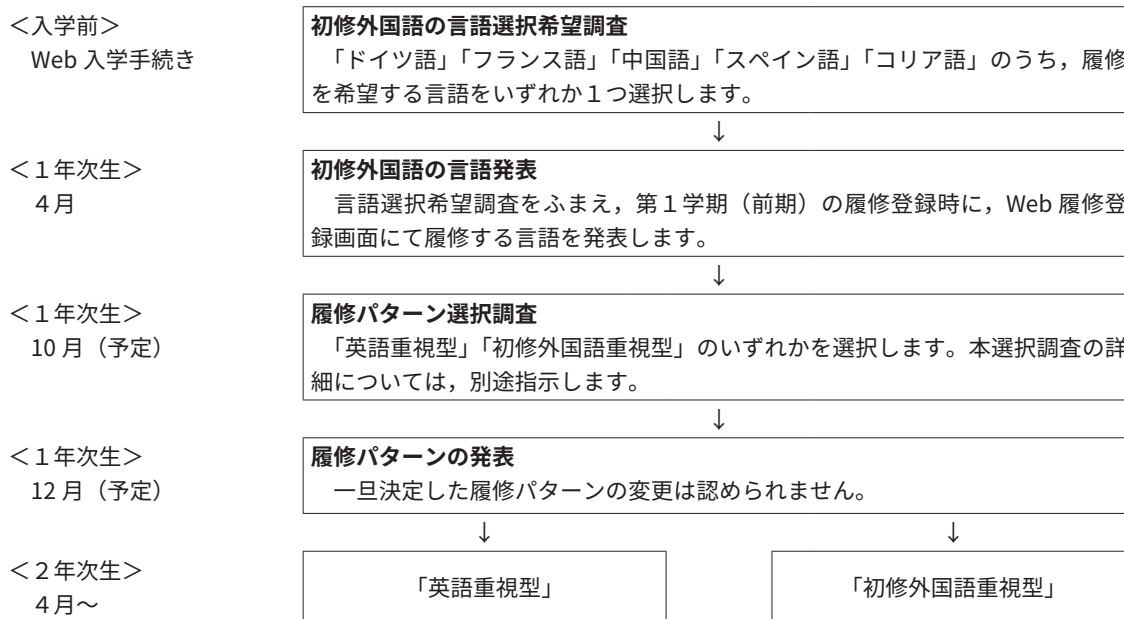 ＜入学前＞
Web 入学手続き
初修外国語の言語選択希望調査
「ドイツ語」「フランス語」「中国語」「スペイン語」「コリア語」のうち，履修
を希望する言語をいずれか１つ選択します。
↓
＜１年次生＞
４月
初修外国語の言語発表
言語選択希望調査をふまえ，第１学期（前期）の履修登録時に，Web 履修登
録画面にて履修する言語を発表します。
↓
＜１年次生＞
10 月（予定）
履修パターン選択調査
「英語重視型」「初修外国語重視型」のいずれかを選択します。本選択調査の詳
細については，別途指示します。
↓
＜１年次生＞
12 月（予定）
履修パターンの発表
一旦決定した履修パターンの変更は認められません。
↓ ↓
＜２年次生＞
４月～
「英語重視型」
「初修外国語重視型」